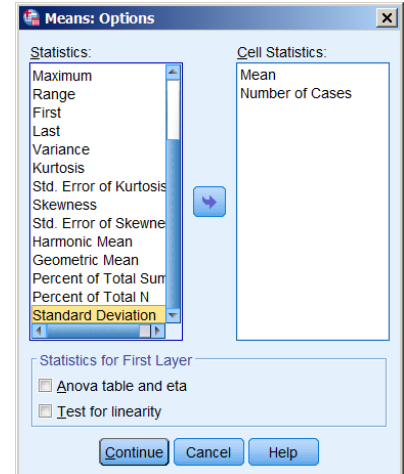 Means: Options
Statistics:
Maximum
Range
First
Last
Variance
Kurtosis
Std. Error of Kurtosis
Skewness
Std. Error of Skewne
Harmonic Mean
Geometric Mean
Percent of Total Sum
Percent of Total N
Standard Deviation
Cell Statistics:
Mean
Number of Cases
Statistics for First Layer
Anova table and eta
Test for linearity
Continue
Cancel
Help